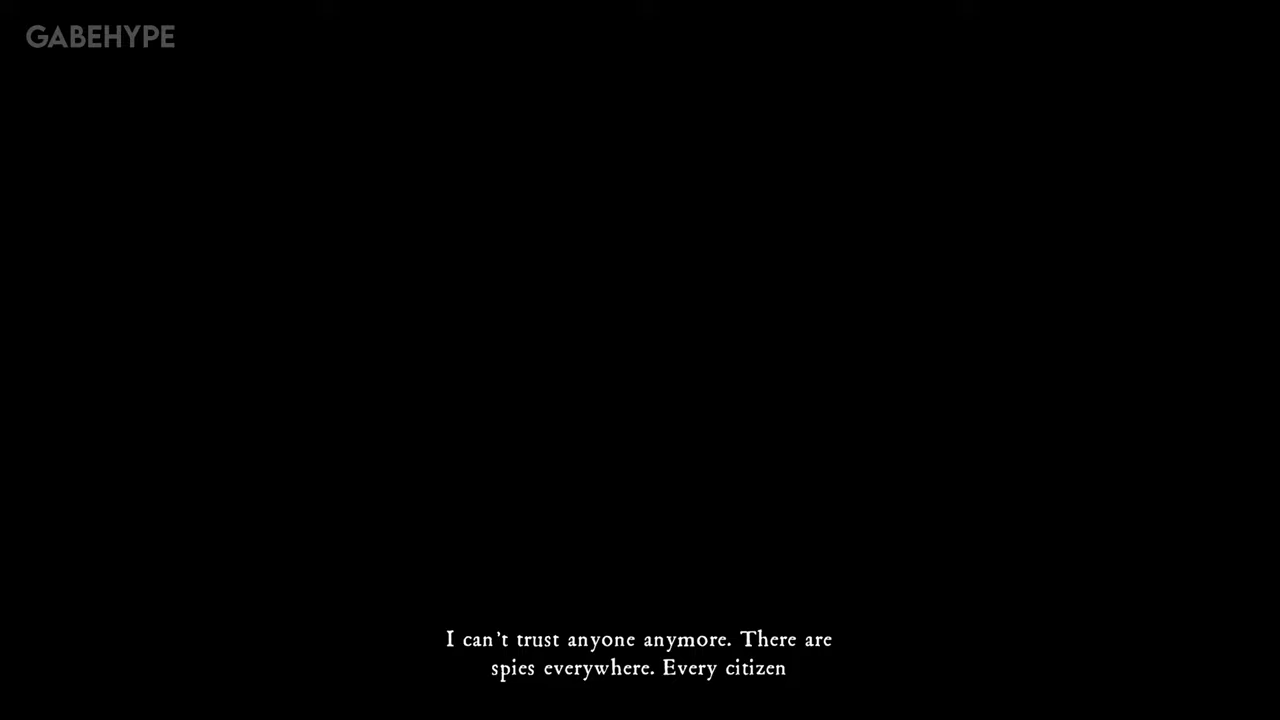 GABEHYPE
I can't trust anyone anymore. There are
spies everywhere. Every citizen